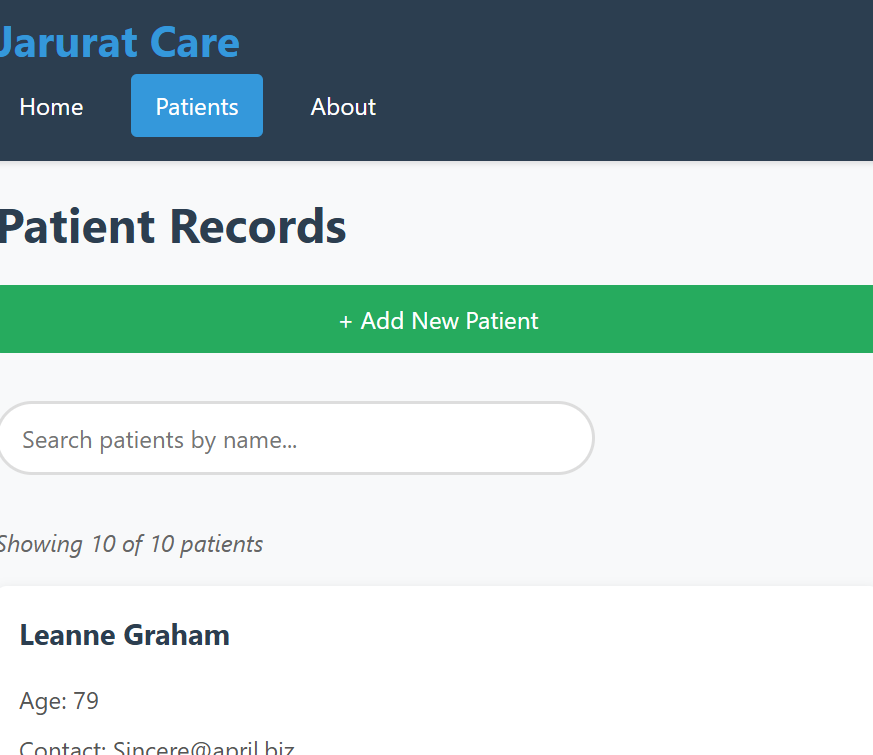 Jarurat Care
Home Patients About
Patient Records
+ Add New Patient
Search patients by name...
Showing 10 of 10 patients
Leanne Graham
Age: 79
Contact: Sincere@april.biz